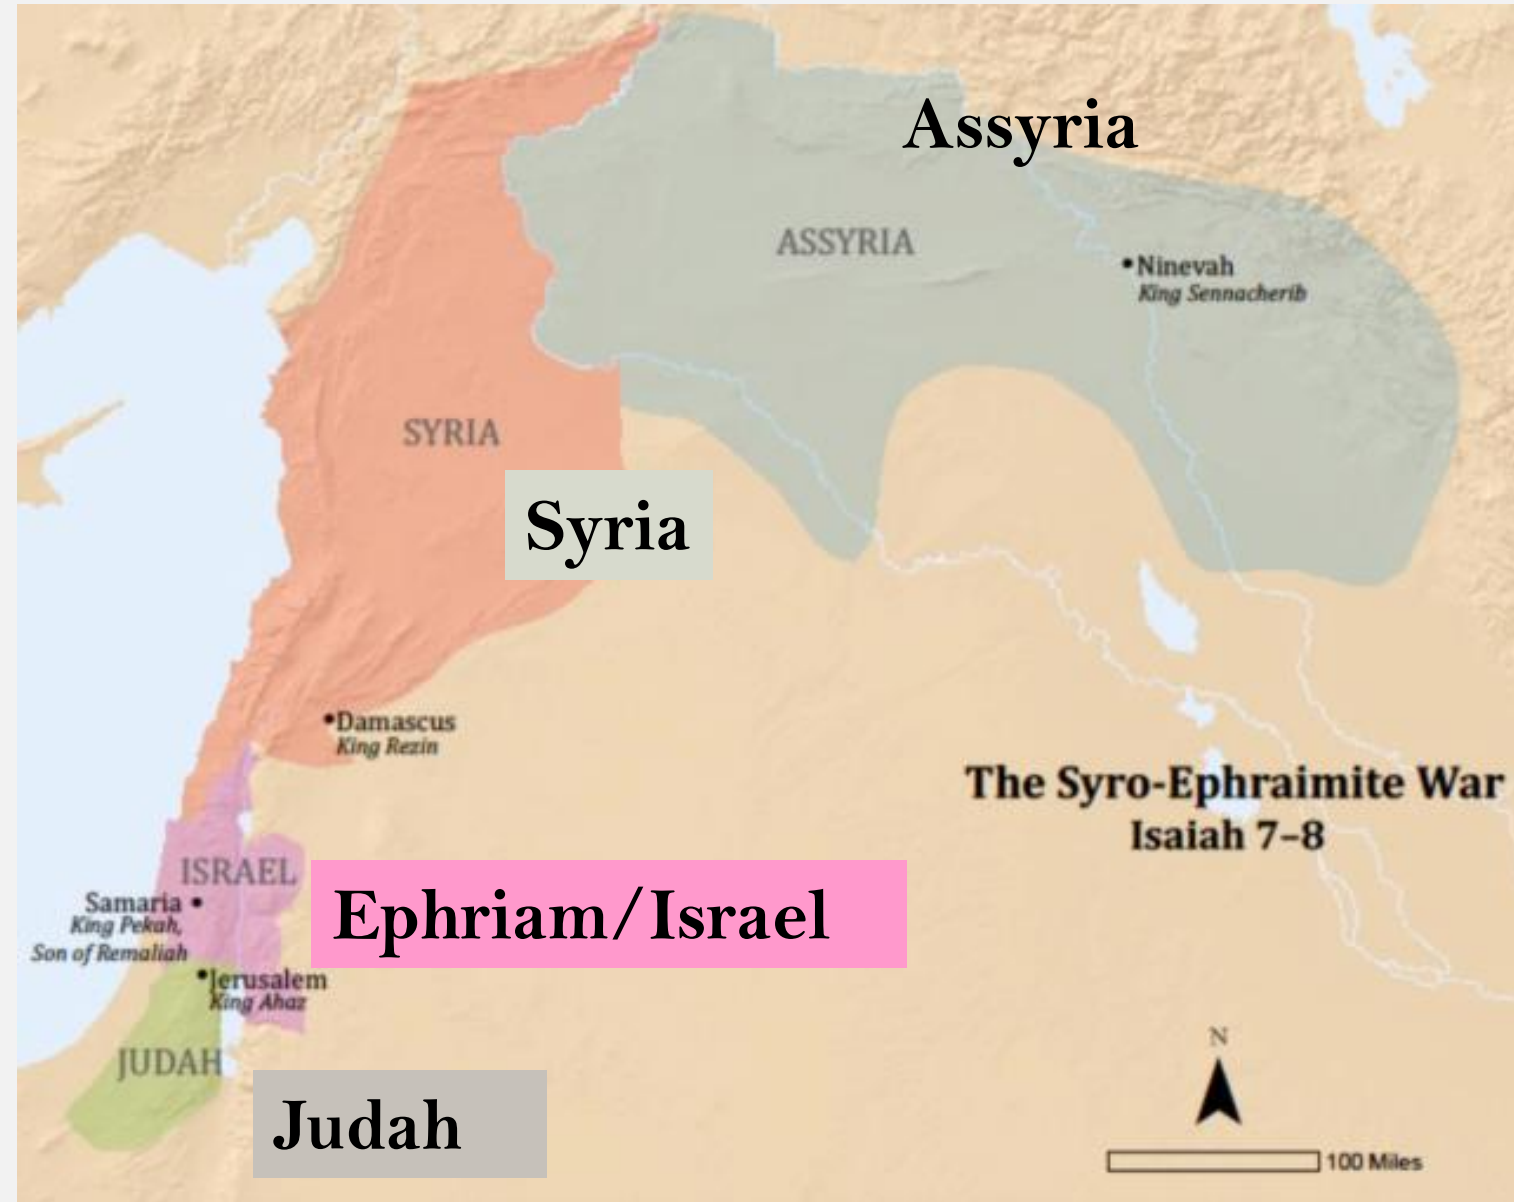 Assyria
ASSYRIA
Ninevah
King Sennacherib
SYRIA
Syria
Damascus
King Rezin
The Syro-Ephraimite War
Isaiah 7–8
ISRAEL
Samaria
King Pekah,
Son of Remaliah
Ephriam/Israel
Jerusalem
King Ahaz
JUDAH
Judah
N
100 Miles